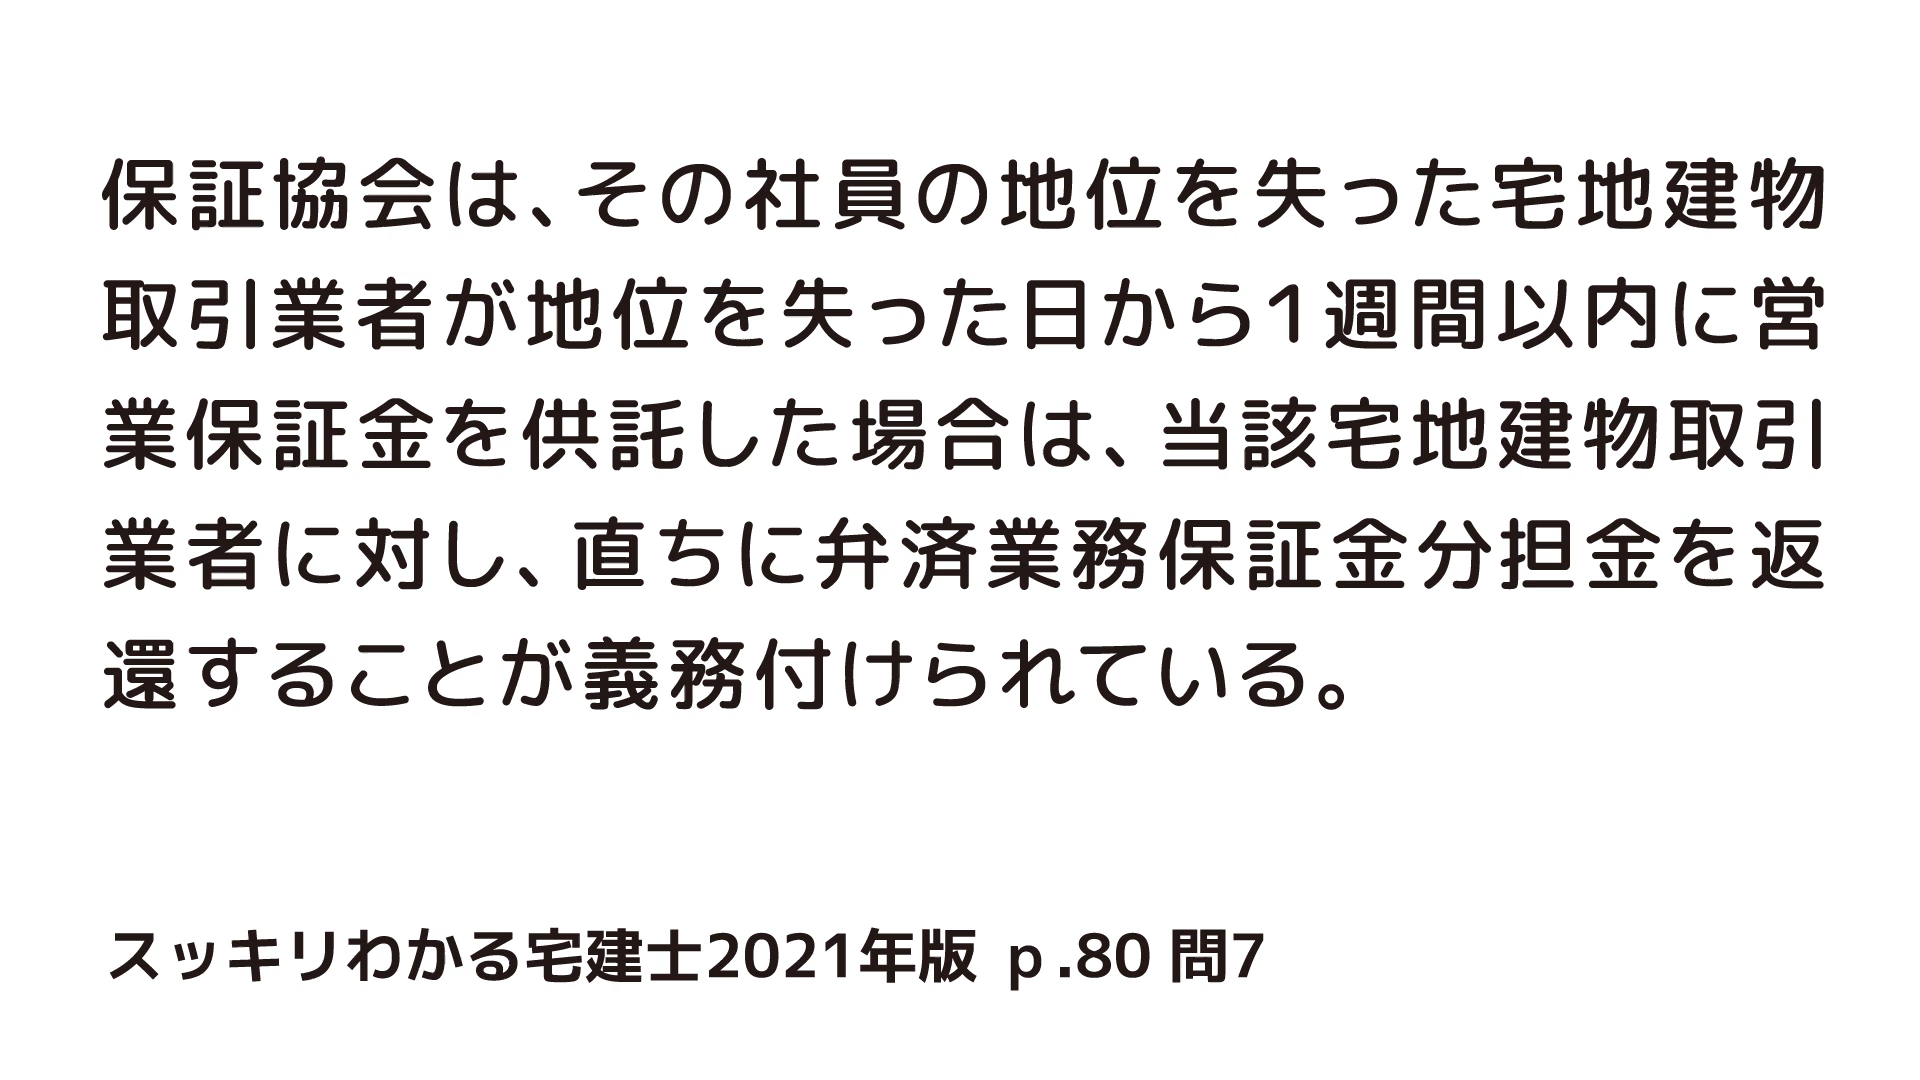 保証協会は、その社員の地位を失った宅地建物
取引業者が地位を失った日から1週間以内に営
業保証金を供託した場合は、当該宅地建物取引
業者に対し、直ちに弁済業務保証金分担金を返
還することが義務付けられている。
スッキリわかる宅建士2021年版 p.80 問7